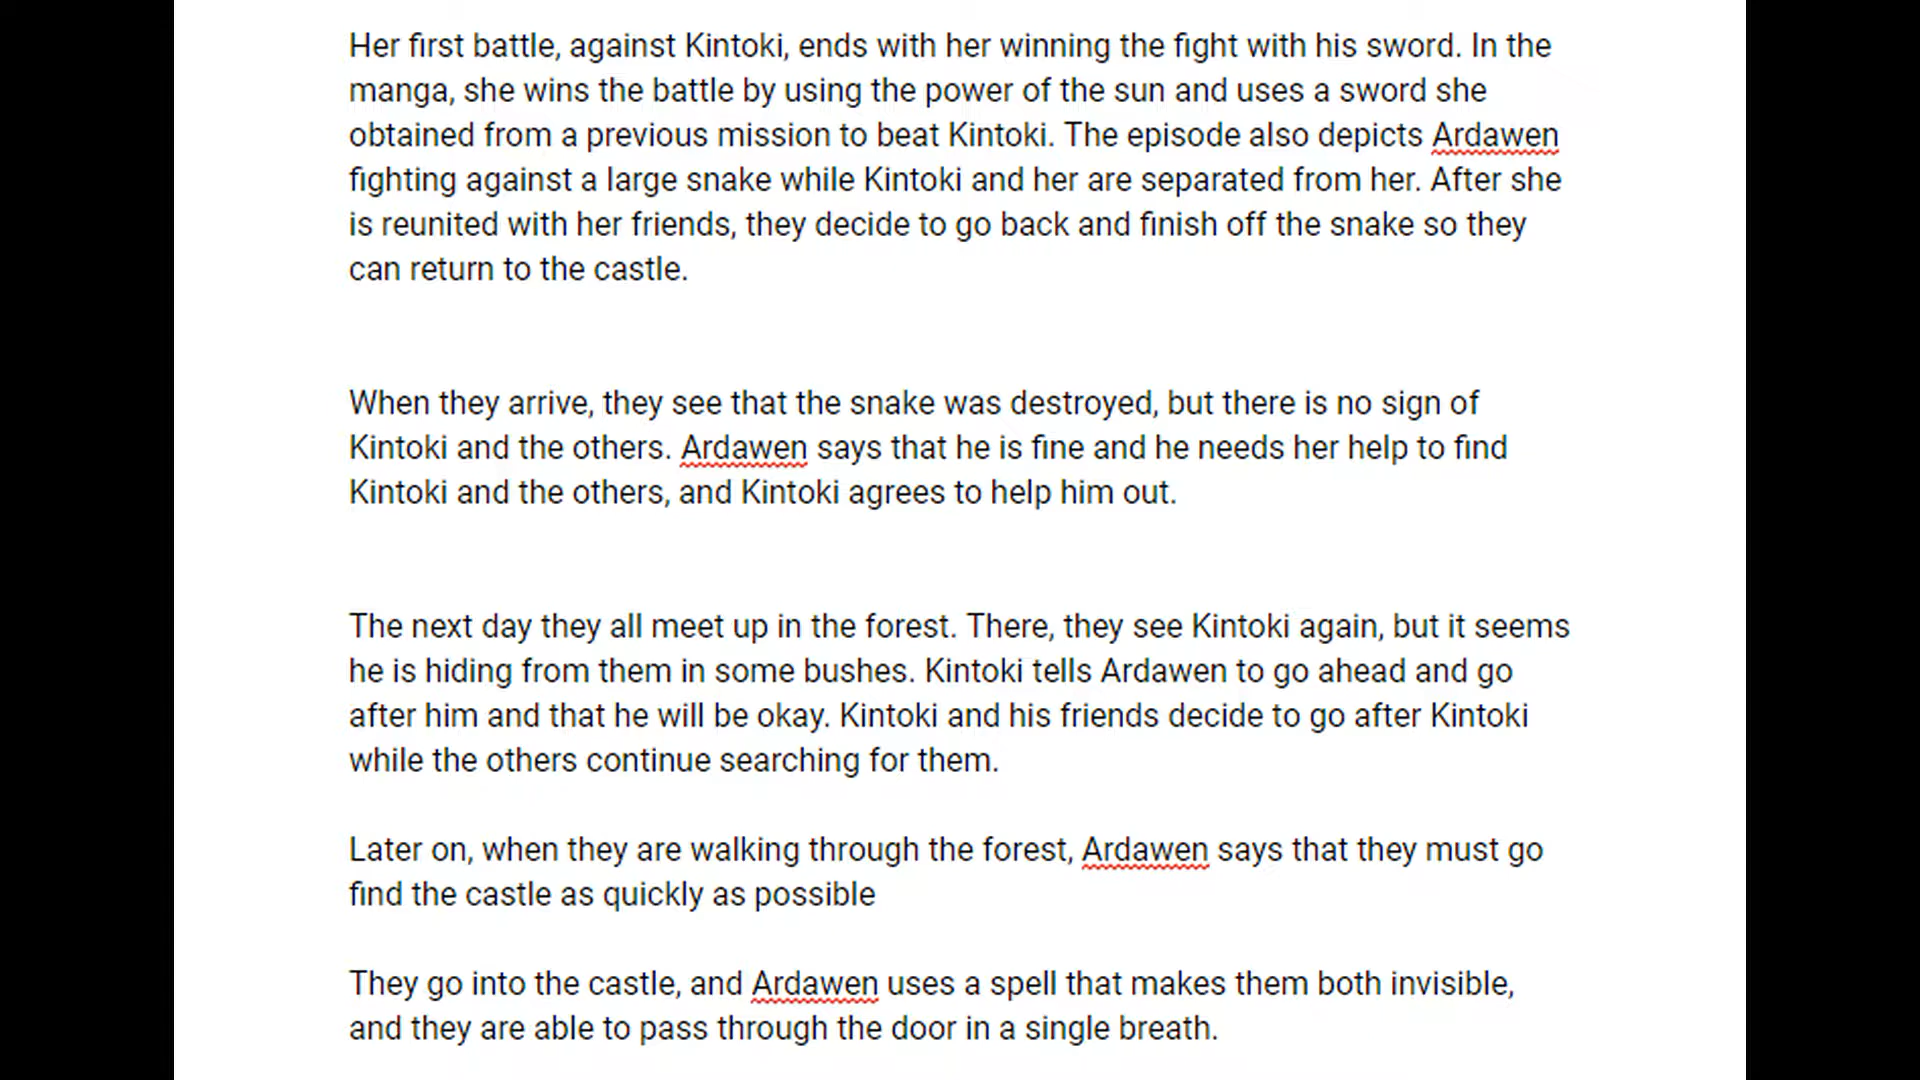 Her first battle, against Kintoki, ends with her winning the fight with his sword. In the
manga, she wins the battle by using the power of the sun and uses a sword she
obtained from a previous mission to beat Kintoki. The episode also depicts Ardawen
fighting against a large snake while Kintoki and her are separated from her. After she
is reunited with her friends, they decide to go back and finish off the snake so they
can return to the castle.
When they arrive, they see that the snake was destroyed, but there is no sign of
Kintoki and the others. Ardawen says that he is fine and he needs her help to find
Kintoki and the others, and Kintoki agrees to help him out.
The next day they all meet up in the forest. There, they see Kintoki again, but it seems
he is hiding from them in some bushes. Kintoki tells Ardawen to go ahead and go
after him and that he will be okay. Kintoki and his friends decide to go after Kintoki
while the others continue searching for them.
Later on, when they are walking through the forest, Ardawen says that they must go
find the castle as quickly as possible
They go into the castle, and Ardawen uses a spell that makes them both invisible,
and they are able to pass through the door in a single breath.